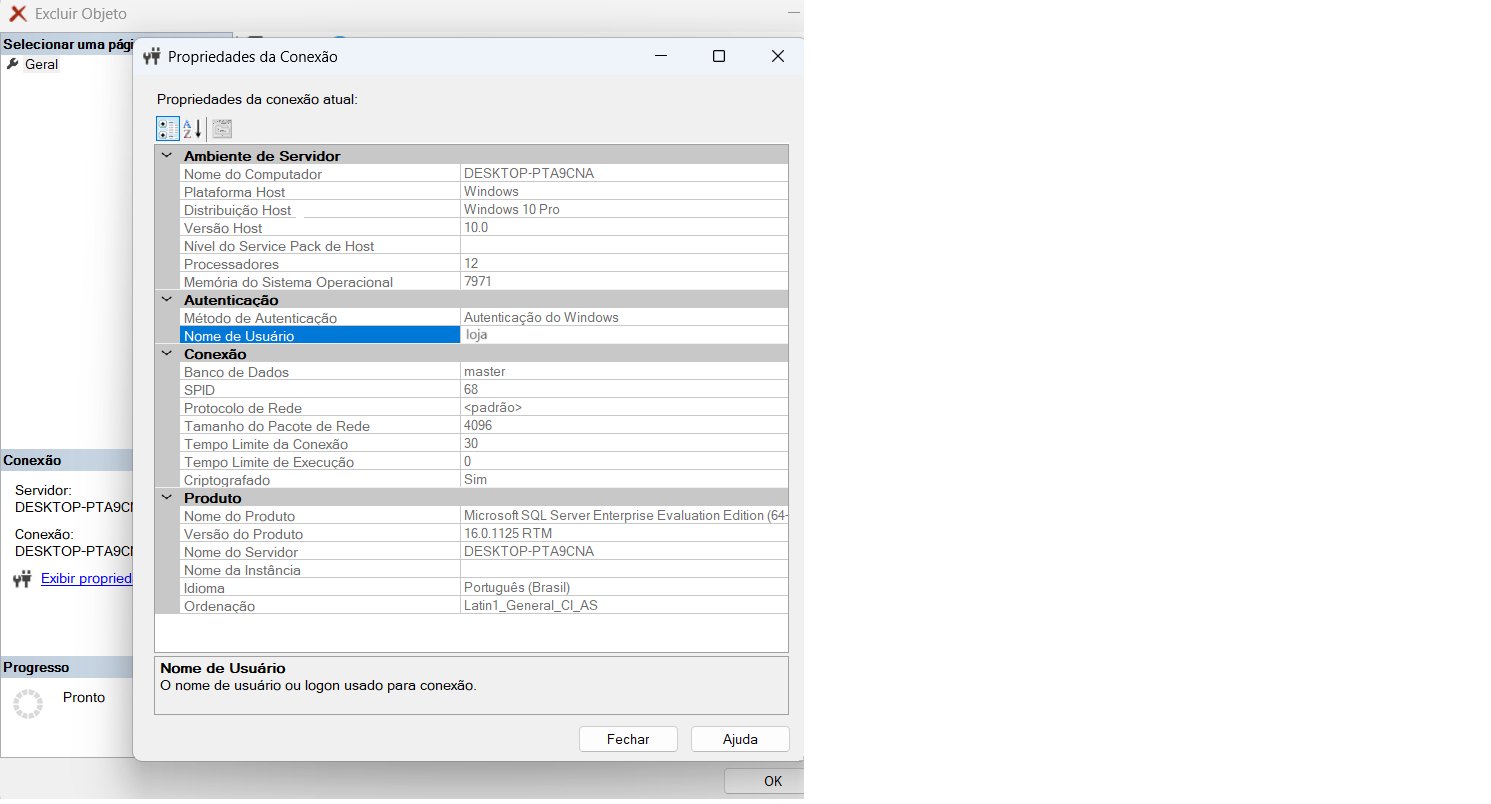 Excluir Objeto
Selecionar uma pági
Geral
Propriedades da Conexão
Propriedades da conexão atual:
Ambiente de Servidor
Nome do Computador DESKTOP-PTA9CNA
Plataforma Host Windows
Distribuição Host Windows 10 Pro
Versão Host 10.0
Nível do Service Pack de Host
Processadores 12
Memória do Sistema Operacional 7971
Autenticação
Método de Autenticação Autenticação do Windows
Nome de Usuário loja
Conexão
Banco de Dados master
SPID 68
Protocolo de Rede <padrão>
Tamanho do Pacote de Rede 4096
Tempo Limite da Conexão 30
Tempo Limite de Execução 0
Criptografado Sim
Produto
Nome do Produto Microsoft SQL Server Enterprise Evaluation Edition (64-
Versão do Produto 16.0.1125 RTM
Nome do Servidor DESKTOP-PTA9CNA
Nome da Instância
Idioma Português (Brasil)
Ordenação Latin1_General_CI_AS
Nome de Usuário
O nome de usuário ou logon usado para conexão.
Fechar Ajuda
Conexão
Servidor:
DESKTOP-PTA9CN
Conexão:
DESKTOP-PTA9CN
Exibir propried
Progresso
Pronto
OK